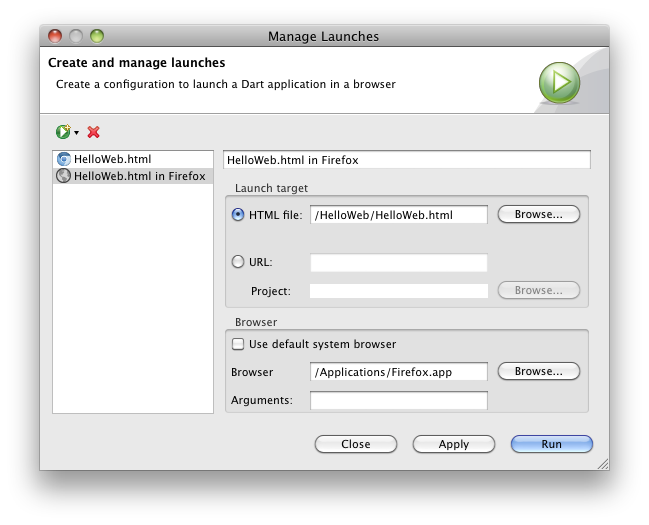 Manage Launches
Create and manage launches
Create a configuration to launch a Dart application in a browser
HelloWeb.html
HelloWeb.html in Firefox
HelloWeb.html in Firefox
Launch target
HTML file: /HelloWeb/HelloWeb.html Browse...
URL:
Project: Browse...
Browser
Use default system browser
Browser /Applications/Firefox.app Browse...
Arguments:
Close Apply Run